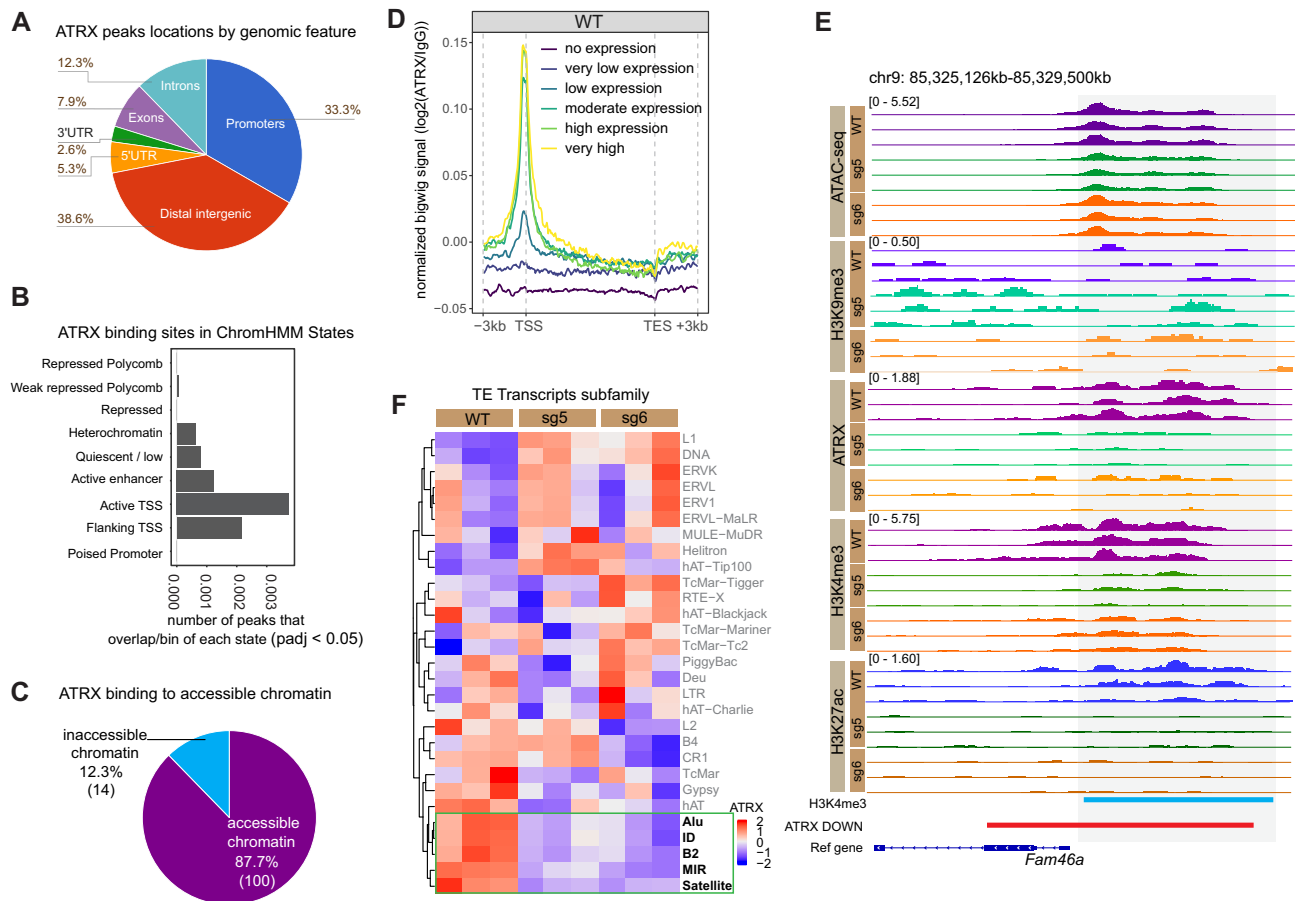 A
ATRX peaks locations by genomic feature
12.3%
7.9%
3'UTR
2.6%
5.3%
38.6%
33.3%
Introns
Exons
5'UTR
Promoters
Distal intergenic
B
ATRX binding sites in ChromHMM States
Repressed Polycomb
Weak repressed Polycomb
Repressed
Heterochromatin
Quiescent / low
Active enhancer
Active TSS
Flanking TSS
Poised Promoter
0.000
0.001
0.002
0.003
number of peaks that
overlap/bin of each state (padj < 0.05)
C
ATRX binding to accessible chromatin
inaccessible
chromatin
12.3%
(14)
accessible
chromatin
87.7%
(100)
D
WT
normalized bigwig signal (log2(ATRX/IgG))
0.15
0.10
0.05
0.00
−0.05
−3kb TSS TES +3kb
no expression
very low expression
low expression
moderate expression
high expression
very high
F
TE Transcripts subfamily
WT sg5 sg6
L1
DNA
ERVK
ERVL
ERV1
ERVL−MaLR
MULE−MuDR
Helitron
hAT−Tip100
TcMar−Tigger
RTE−X
hAT−Blackjack
TcMar−Mariner
TcMar−Tc2
PiggyBac
Deu
LTR
hAT−Charlie
L2
B4
CR1
TcMar
Gypsy
hAT
Alu
ID
B2
MIR
Satellite
ATRX
2
1
0
−1
−2
E
chr9: 85,325,126kb-85,329,500kb
ATAC-seq
[0 - 5.52]
WT
sg5
sg6
H3K9me3
[0 - 0.50]
WT
sg5
sg6
ATRX
[0 - 1.88]
WT
sg5
sg6
H3K4me3
[0 - 5.75]
WT
sg5
sg6
H3K27ac
[0 - 1.60]
WT
sg5
sg6
H3K4me3
ATRX DOWN
Ref gene
Fam46a